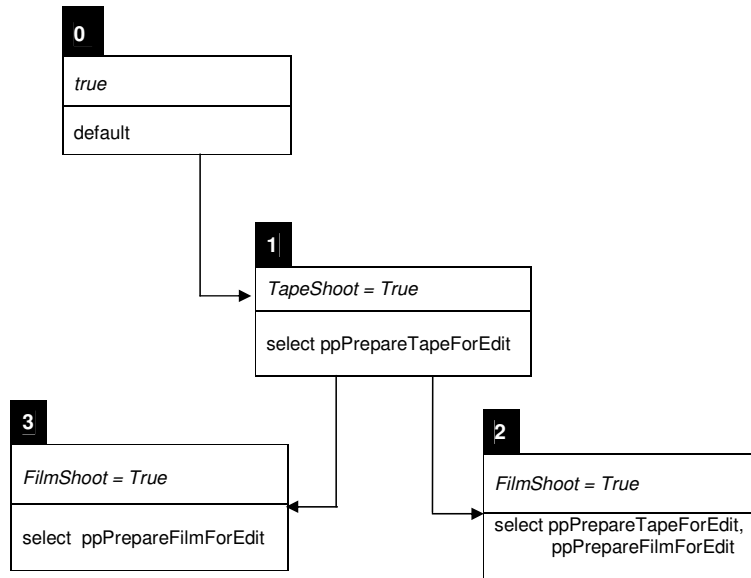 0
true
default
1
TapeShoot = True
select ppPrepareTapeForEdit
3
FilmShoot = True
select ppPrepareFilmForEdit
2
FilmShoot = True
select ppPrepareTapeForEdit,
ppPrepareFilmForEdit